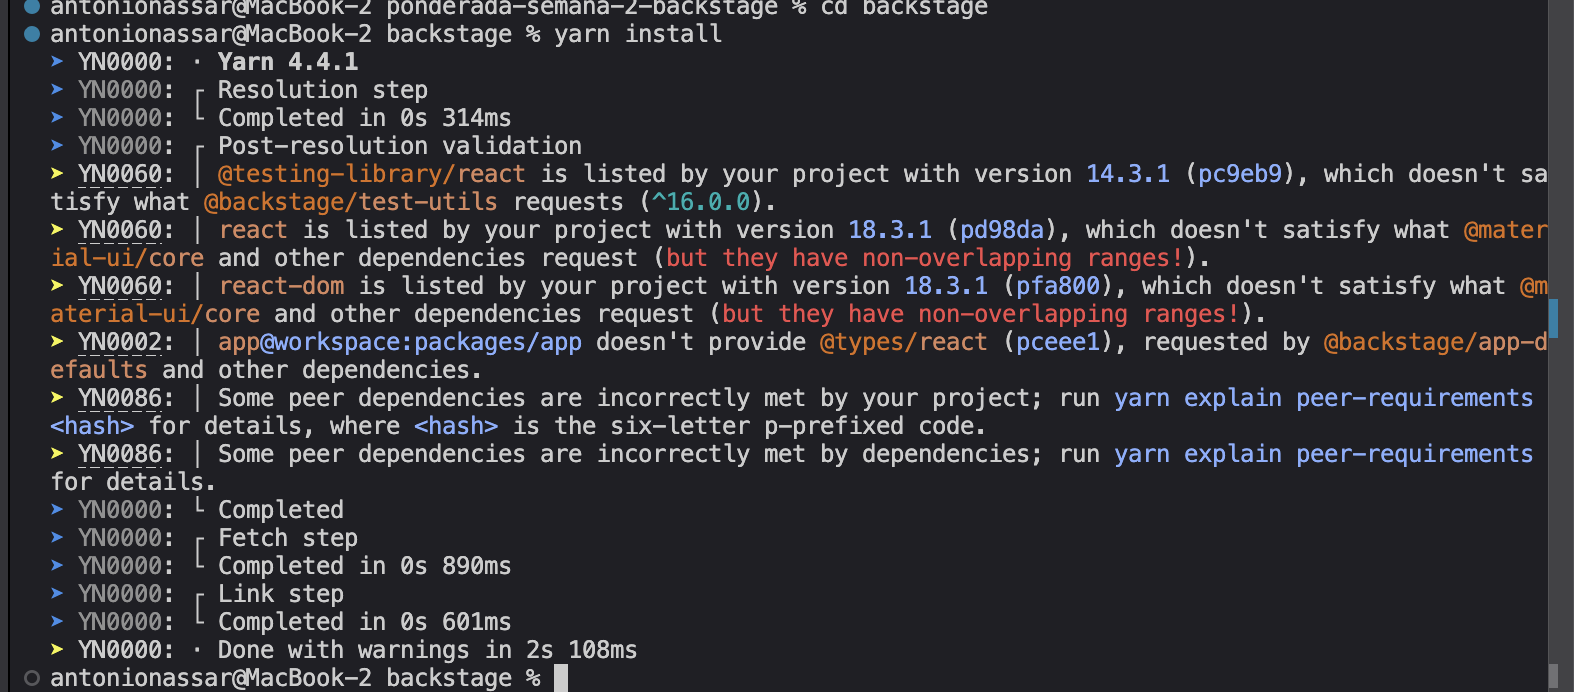 antonionassar@MacBook-2 ponderada-semana-2-backstage % cd backstage
antonionassar@MacBook-2 backstage % yarn install
➤ YN0000: · Yarn 4.4.1
➤ YN0000: ┌ Resolution step
➤ YN0000: └ Completed in 0s 314ms
➤ YN0000: ┌ Post-resolution validation
➤ YN0060: │ @testing-library/react is listed by your project with version 14.3.1 (pc9eb9), which doesn't sa
tisfy what @backstage/test-utils requests (^16.0.0).
➤ YN0060: │ react is listed by your project with version 18.3.1 (pd98da), which doesn't satisfy what @mater
ial-ui/core and other dependencies request (but they have non-overlapping ranges!).
➤ YN0060: │ react-dom is listed by your project with version 18.3.1 (pfa800), which doesn't satisfy what @m
aterial-ui/core and other dependencies request (but they have non-overlapping ranges!).
➤ YN0002: │ app@workspace:packages/app doesn't provide @types/react (pceee1), requested by @backstage/app-d
efaults and other dependencies.
➤ YN0086: │ Some peer dependencies are incorrectly met by your project; run yarn explain peer-requirements
<hash> for details, where <hash> is the six-letter p-prefixed code.
➤ YN0086: │ Some peer dependencies are incorrectly met by dependencies; run yarn explain peer-requirements
for details.
➤ YN0000: └ Completed
➤ YN0000: ┌ Fetch step
➤ YN0000: └ Completed in 0s 890ms
➤ YN0000: ┌ Link step
➤ YN0000: └ Completed in 0s 601ms
➤ YN0000: · Done with warnings in 2s 108ms
antonionassar@MacBook-2 backstage %